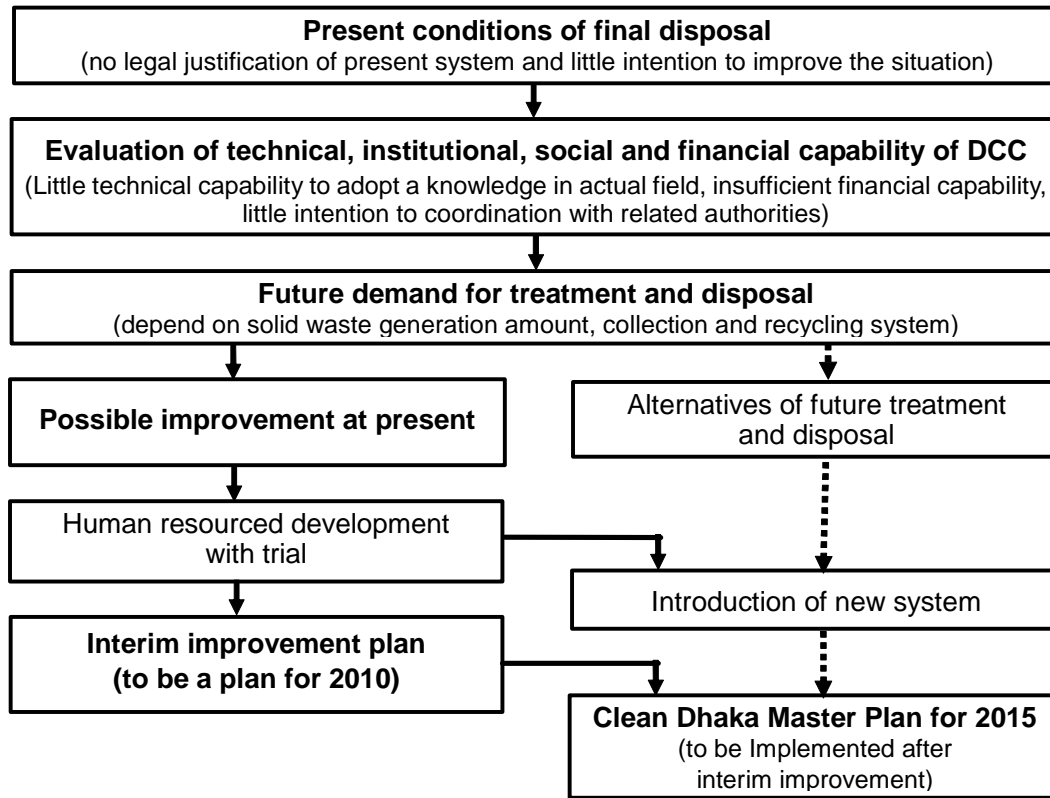 Present conditions of final disposal
(no legal justification of present system and little intention to improve the situation)
Evaluation of technical, institutional, social and financial capability of DCC
(Little technical capability to adopt a knowledge in actual field, insufficient financial capability,
little intention to coordination with related authorities)
Future demand for treatment and disposal
(depend on solid waste generation amount, collection and recycling system)
Possible improvement at present
Alternatives of future treatment
and disposal
Human resourced development
with trial
Introduction of new system
Interim improvement plan
(to be a plan for 2010)
Clean Dhaka Master Plan for 2015
(to be Implemented after
interim improvement)